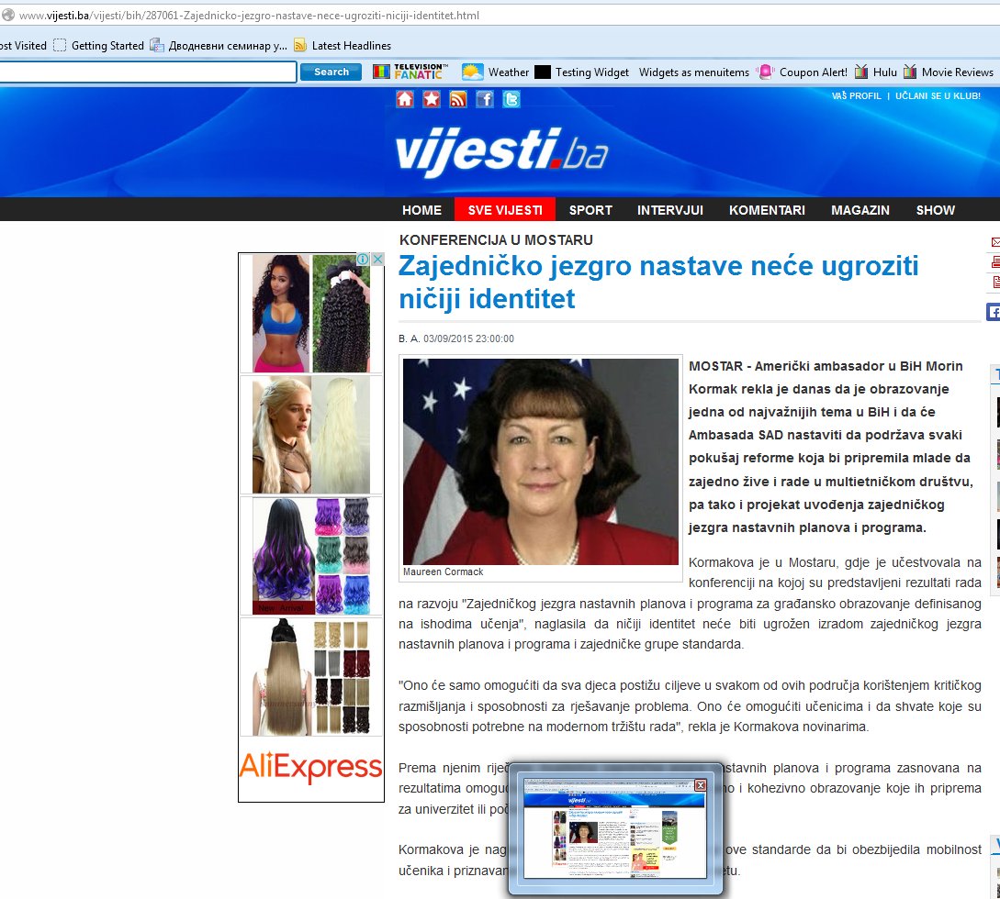 www.vijesti.ba/vijesti/bih/287061-Zajednicko-jezgro-nastave-nece-ugroziti-niciji-identitet.html
ost Visited Getting Started Дводневни семинар у... Latest Headlines
Search TELEVISION FANATIC Weather Testing Widget Widgets as menuitems Coupon Alert! Hulu Movie Reviews
VAŠ PROFIL | UČLANI SE U KLUB!
vijesti.ba
HOME SVE VIJESTI SPORT INTERVJUI KOMENTARI MAGAZIN SHOW
KONFERENCIJA U MOSTARU
Zajedničko jezgro nastave neće ugroziti
ničiji identitet
B. A. 03/09/2015 23:00:00
MOSTAR - Američki ambasador u BiH Morin
Kormak rekla je danas da je obrazovanje
jedna od najvažnijih tema u BiH i da će
Ambasada SAD nastaviti da podržava svaki
pokušaj reforme koja bi pripremila mlade da
zajedno žive i rade u multietničkom društvu,
pa tako i projekat uvođenja zajedničkog
jezgra nastavnih planova i programa.
Maureen Cormack
Kormakova je u Mostaru, gdje je učestvovala na
konferenciji na kojoj su predstavljeni rezultati rada
na razvoju "Zajedničkog jezgra nastavnih planova i programa za građansko obrazovanje definisanog
na ishodima učenja", naglasila da ničiji identitet neće biti ugrožen izradom zajedničkog jezgra
nastavnih planova i programa i zajedničke grupe standarda.
"Ono će samo omogućiti da sva djeca postižu ciljeve u svakom od ovih područja korištenjem kritičkog
razmišljanja i sposobnosti za rješavanje problema. Ono će omogućiti učenicima i da shvate koje su
sposobnosti potrebne na modernom tržištu rada", rekla je Kormakova novinarima.
Prema njenim riječ stavnih planova i programa zasnovana na
rezultatima omoguć no i kohezivno obrazovanje koje ih priprema
za univerzitet ili poč
Kormakova je nag ove standarde da bi obezbijedila mobilnost
učenika i priznavan etu.
New Arrival
AliExpress